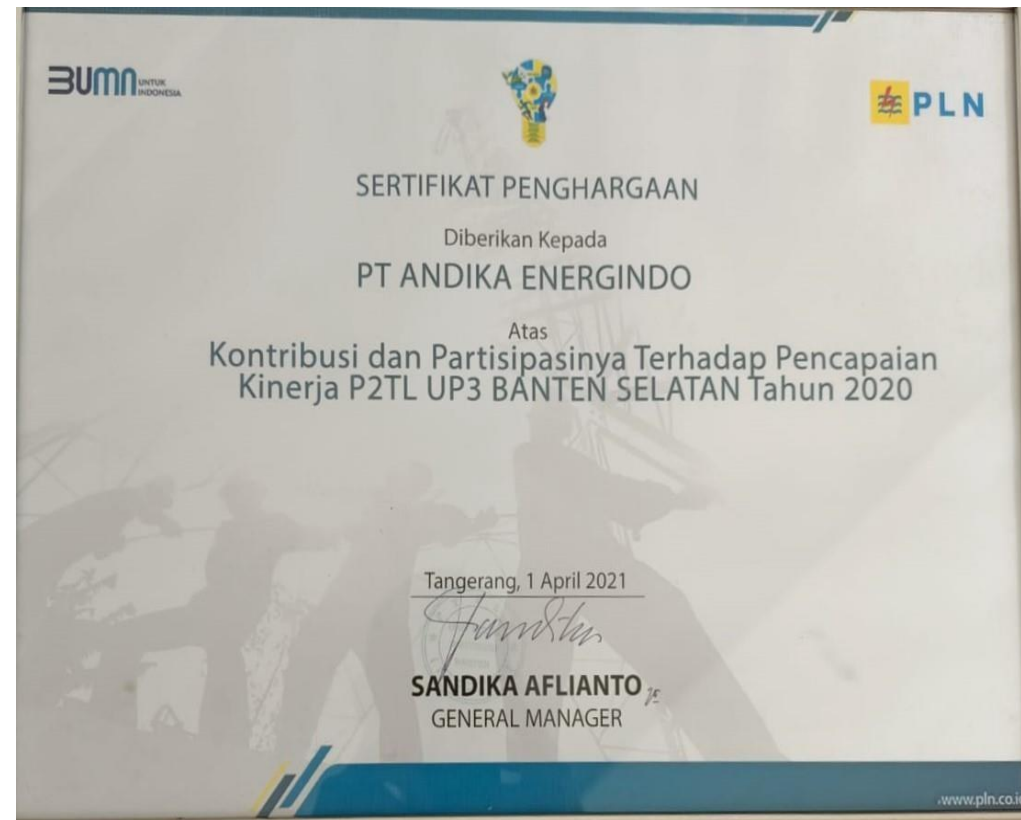 BUMN UNTUK
INDONESIA
PLN
SERTIFIKAT PENGHARGAAN
Diberikan Kepada
PT ANDIKA ENERGINDO
Atas
Kontribusi dan Partisipasinya Terhadap Pencapaian
Kinerja P2TL UP3 BANTEN SELATAN Tahun 2020
Tangerang, 1 April 2021
SANDIKA AFLIANTO
GENERAL MANAGER
www.pln.co.id